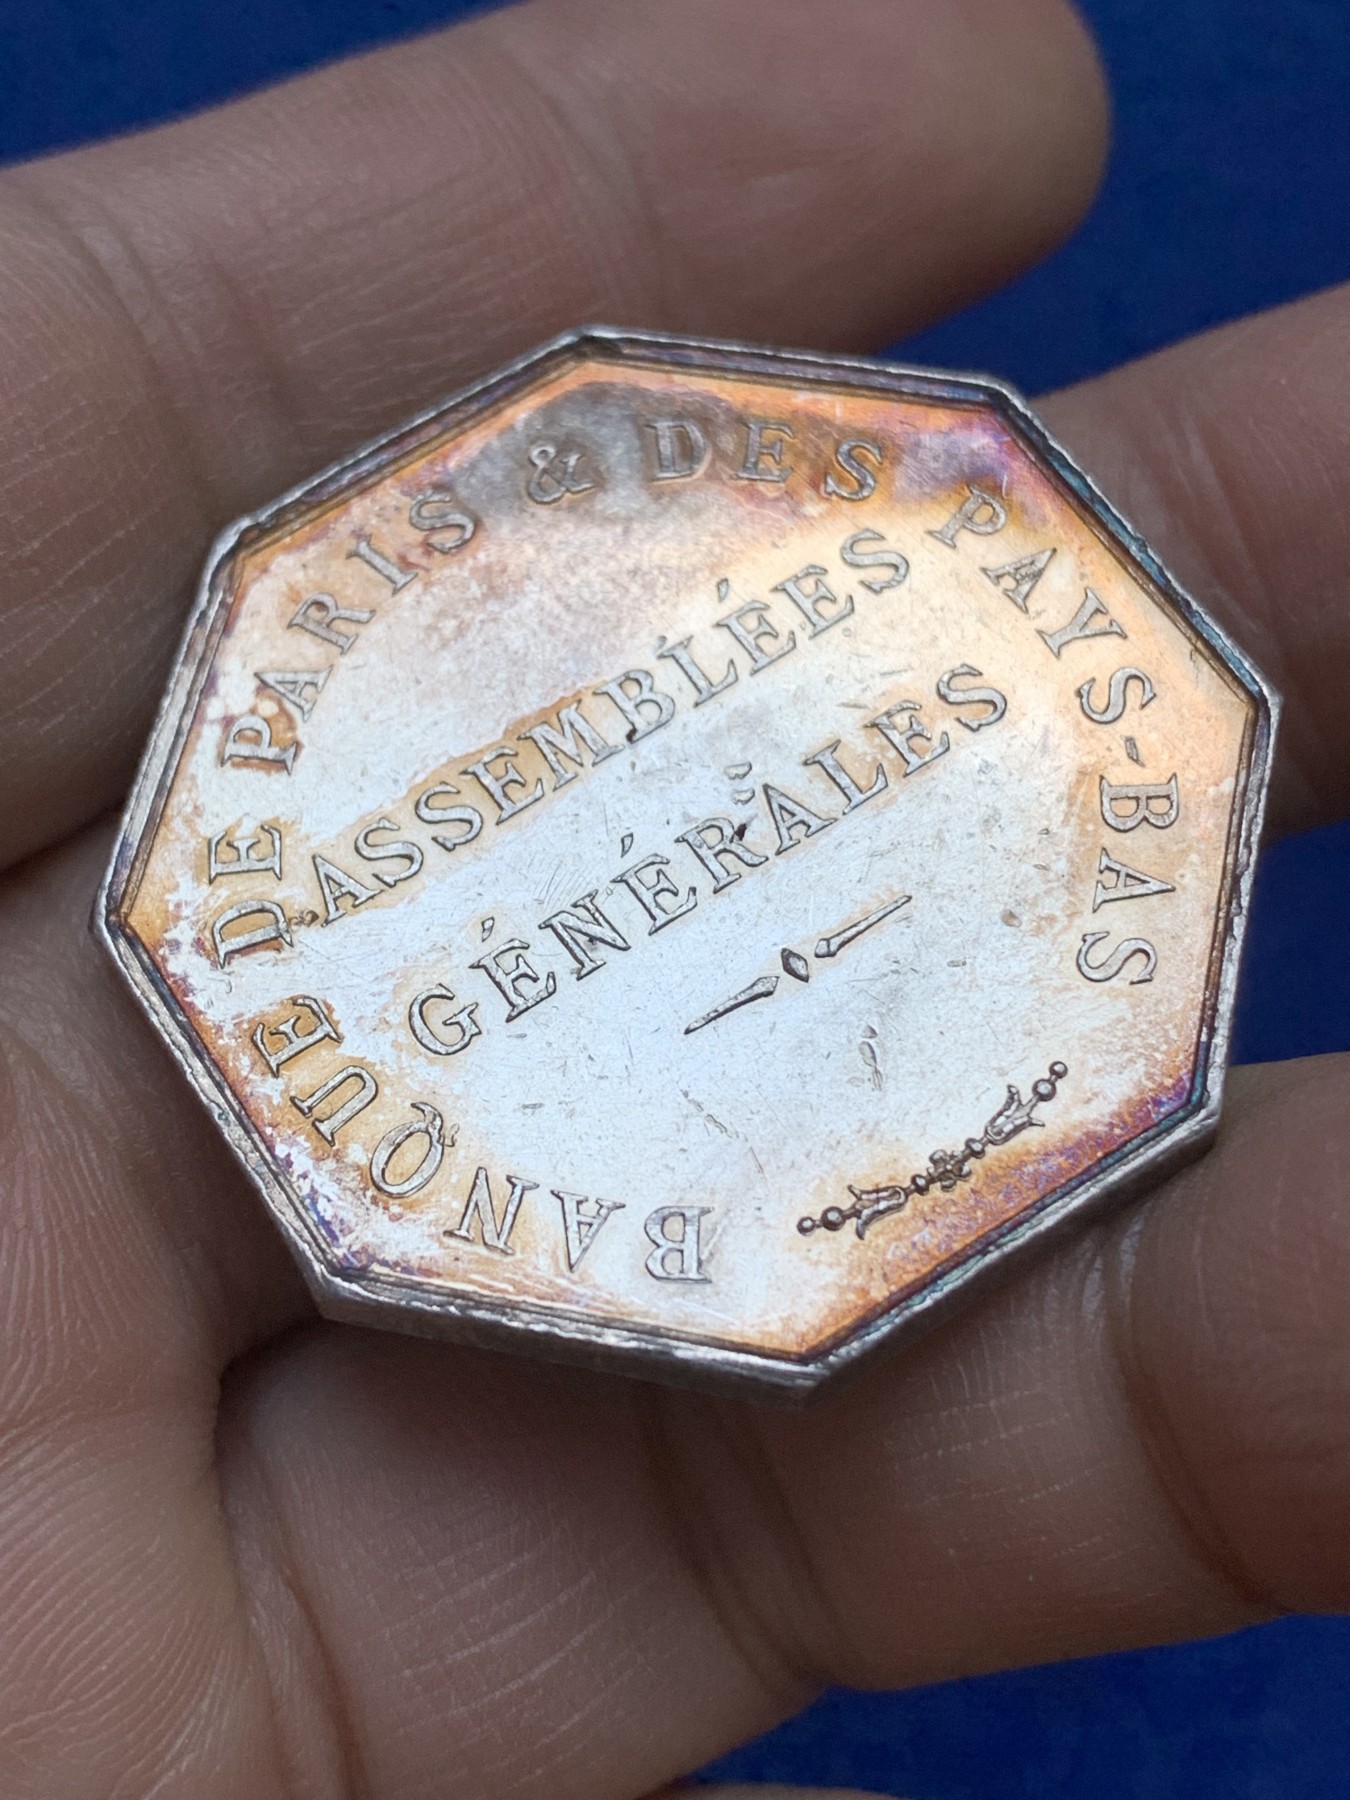 BANQUE DE PARIS & DES PAYS-BAS
ASSEMBLÉES
GÉNÉRALES